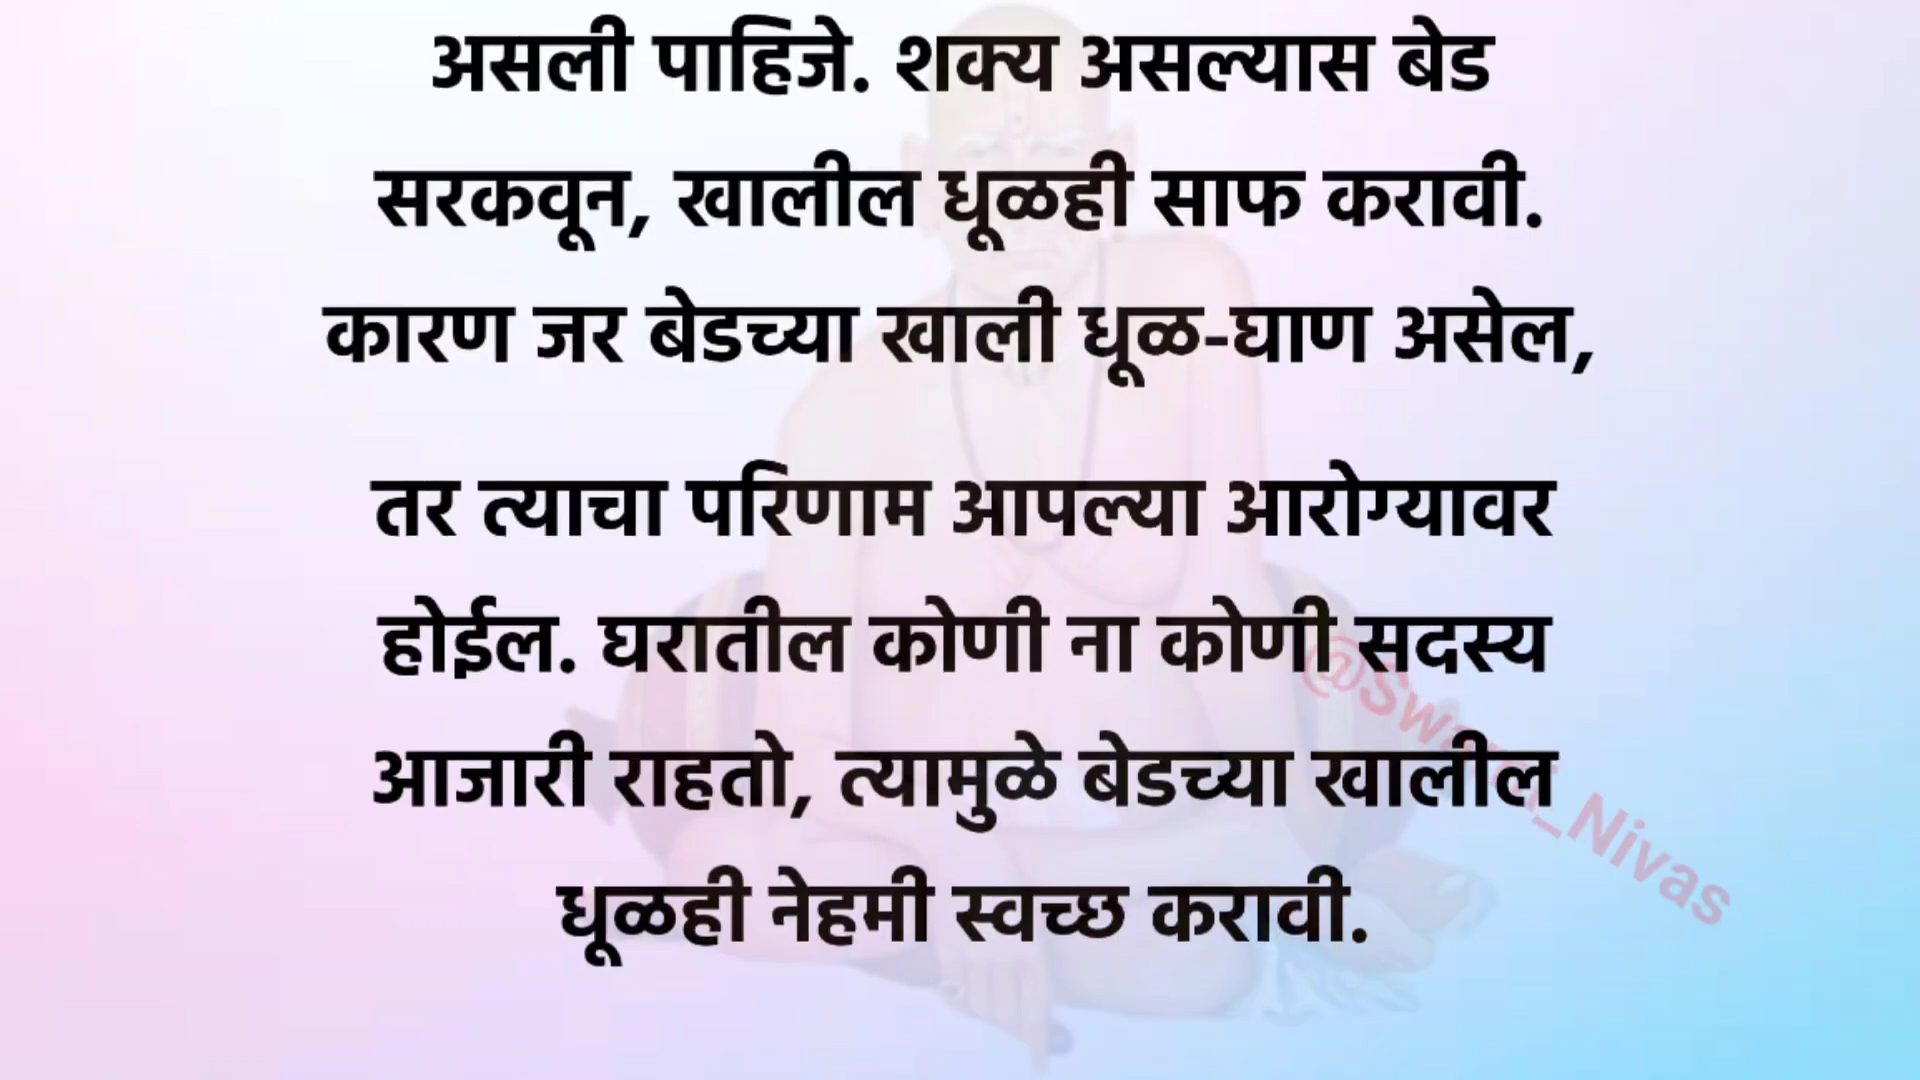 असली पाहिजे. शक्य असल्यास बेड
सरकवून, खालील धूळही साफ करावी.
कारण जर बेडच्या खाली धूळ-घाण असेल,
तर त्याचा परिणाम आपल्या आरोग्यावर
होईल. घरातील कोणी ना कोणी सदस्य
आजारी राहतो, त्यामुळे बेडच्या खालील
धूळही नेहमी स्वच्छ करावी.
@Swami_Nivas